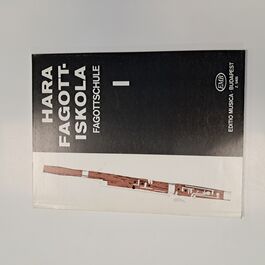 HARA
FAGOTT-
ISKOLA
FAGOTTSCHULE
I
EMB
EDITIO MUSICA · BUDAPEST